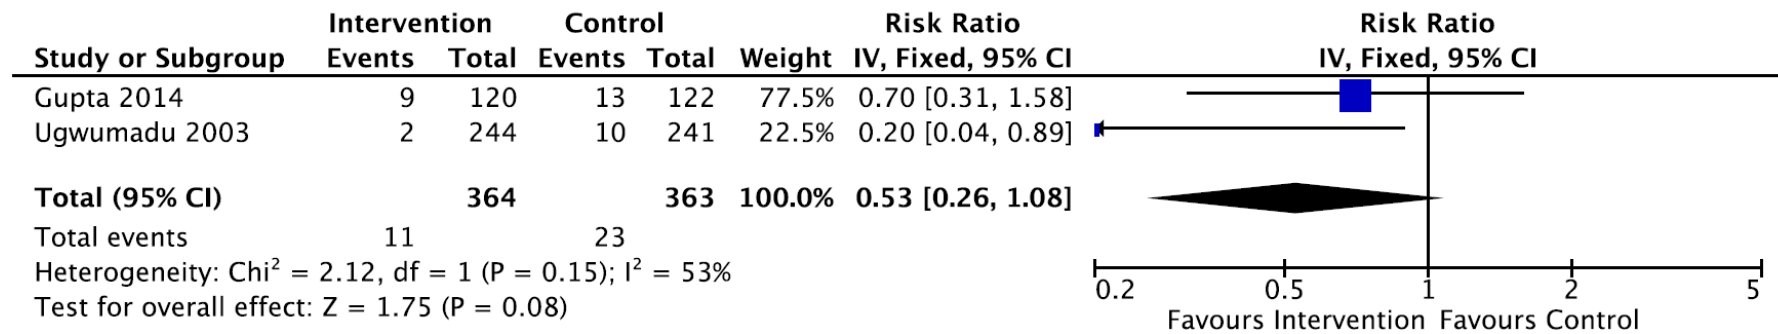 Intervention Control Risk Ratio Risk Ratio
Study or Subgroup Events Total Events Total Weight IV, Fixed, 95% CI IV, Fixed, 95% CI
Gupta 2014 9 120 13 122 77.5% 0.70 [0.31, 1.58]
Ugwumadu 2003 2 244 10 241 22.5% 0.20 [0.04, 0.89]
Total (95% CI) 364 363 100.0% 0.53 [0.26, 1.08]
Total events 11 23
Heterogeneity: Chi² = 2.12, df = 1 (P = 0.15); I² = 53%
Test for overall effect: Z = 1.75 (P = 0.08)
0.2 0.5 1 2 5
Favours Intervention Favours Control